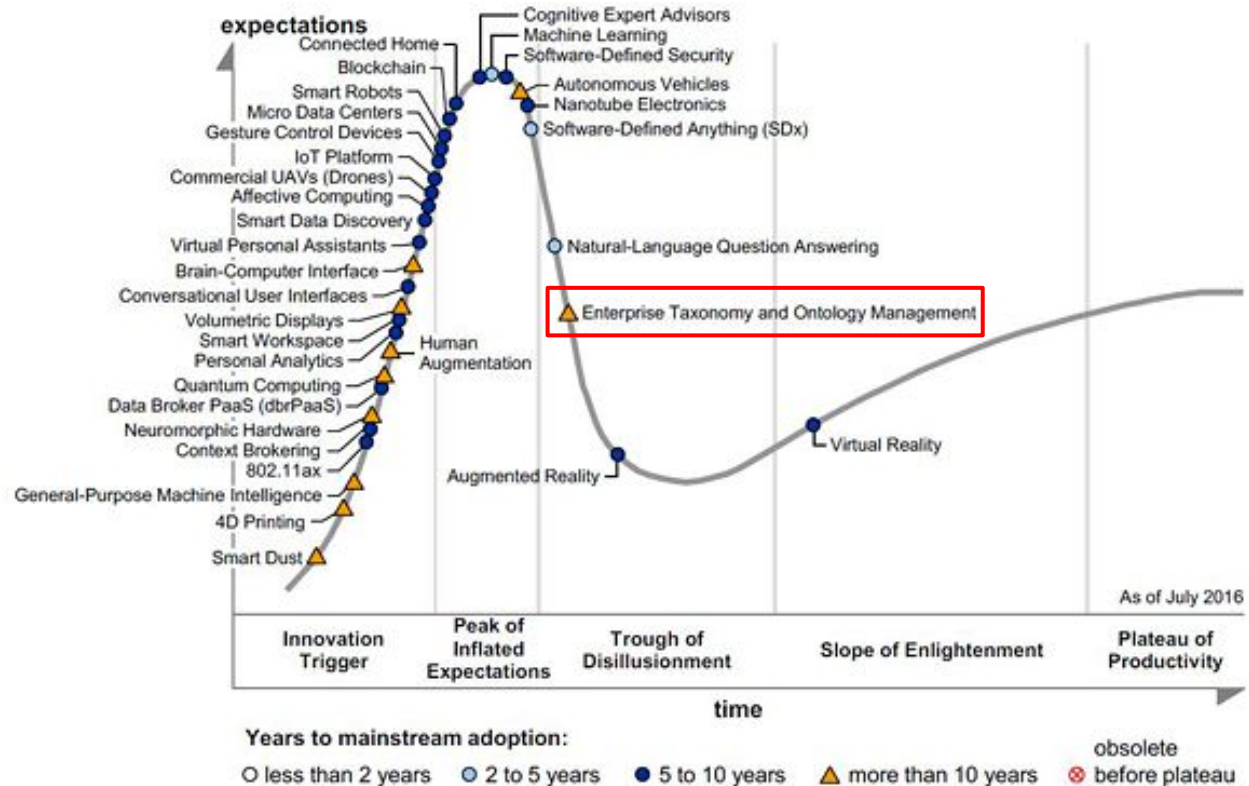 expectations
Cognitive Expert Advisors
Machine Learning
Software-Defined Security
Autonomous Vehicles
Nanotube Electronics
Software-Defined Anything (SDx)
Connected Home
Blockchain
Smart Robots
Micro Data Centers
Gesture Control Devices
IoT Platform
Commercial UAVs (Drones)
Affective Computing
Smart Data Discovery
Virtual Personal Assistants
Brain-Computer Interface
Conversational User Interfaces
Volumetric Displays
Smart Workspace
Personal Analytics
Human
Augmentation
Quantum Computing
Data Broker PaaS (dbrPaaS)
Neuromorphic Hardware
Context Brokering
802.11ax
General-Purpose Machine Intelligence
4D Printing
Smart Dust
Natural-Language Question Answering
Enterprise Taxonomy and Ontology Management
Augmented Reality
Virtual Reality
As of July 2016
Innovation
Trigger
Peak of
Inflated
Expectations
Trough of
Disillusionment
Slope of Enlightenment
Plateau of
Productivity
time
Years to mainstream adoption:
less than 2 years
2 to 5 years
5 to 10 years
more than 10 years
obsolete
before plateau